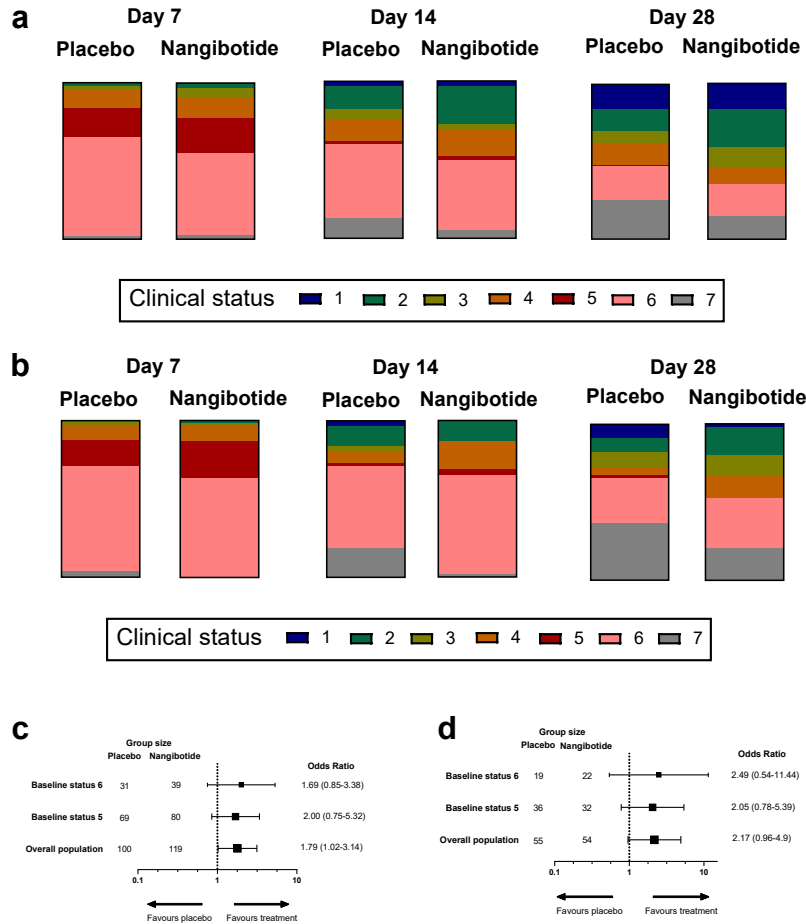 a
Day 7 Day 14 Day 28
Placebo Nangibotide Placebo Nangibotide Placebo Nangibotide
Clinical status 1 2 3 4 5 6 7
b
Day 7 Day 14 Day 28
Placebo Nangibotide Placebo Nangibotide Placebo Nangibotide
Clinical status 1 2 3 4 5 6 7
c
Group size
Placebo Nangibotide Odds Ratio
Baseline status 6 31 39 1.69 (0.85-3.38)
Baseline status 5 69 80 2.00 (0.75-5.32)
Overall population 100 119 1.79 (1.02-3.14)
0.1 1 10
Favours placebo Favours treatment
d
Group size
Placebo Nangibotide Odds Ratio
Baseline status 6 19 22 2.49 (0.54-11.44)
Baseline status 5 36 32 2.05 (0.78-5.39)
Overall population 55 54 2.17 (0.96-4.9)
0.1 1 10
Favours placebo Favours treatment